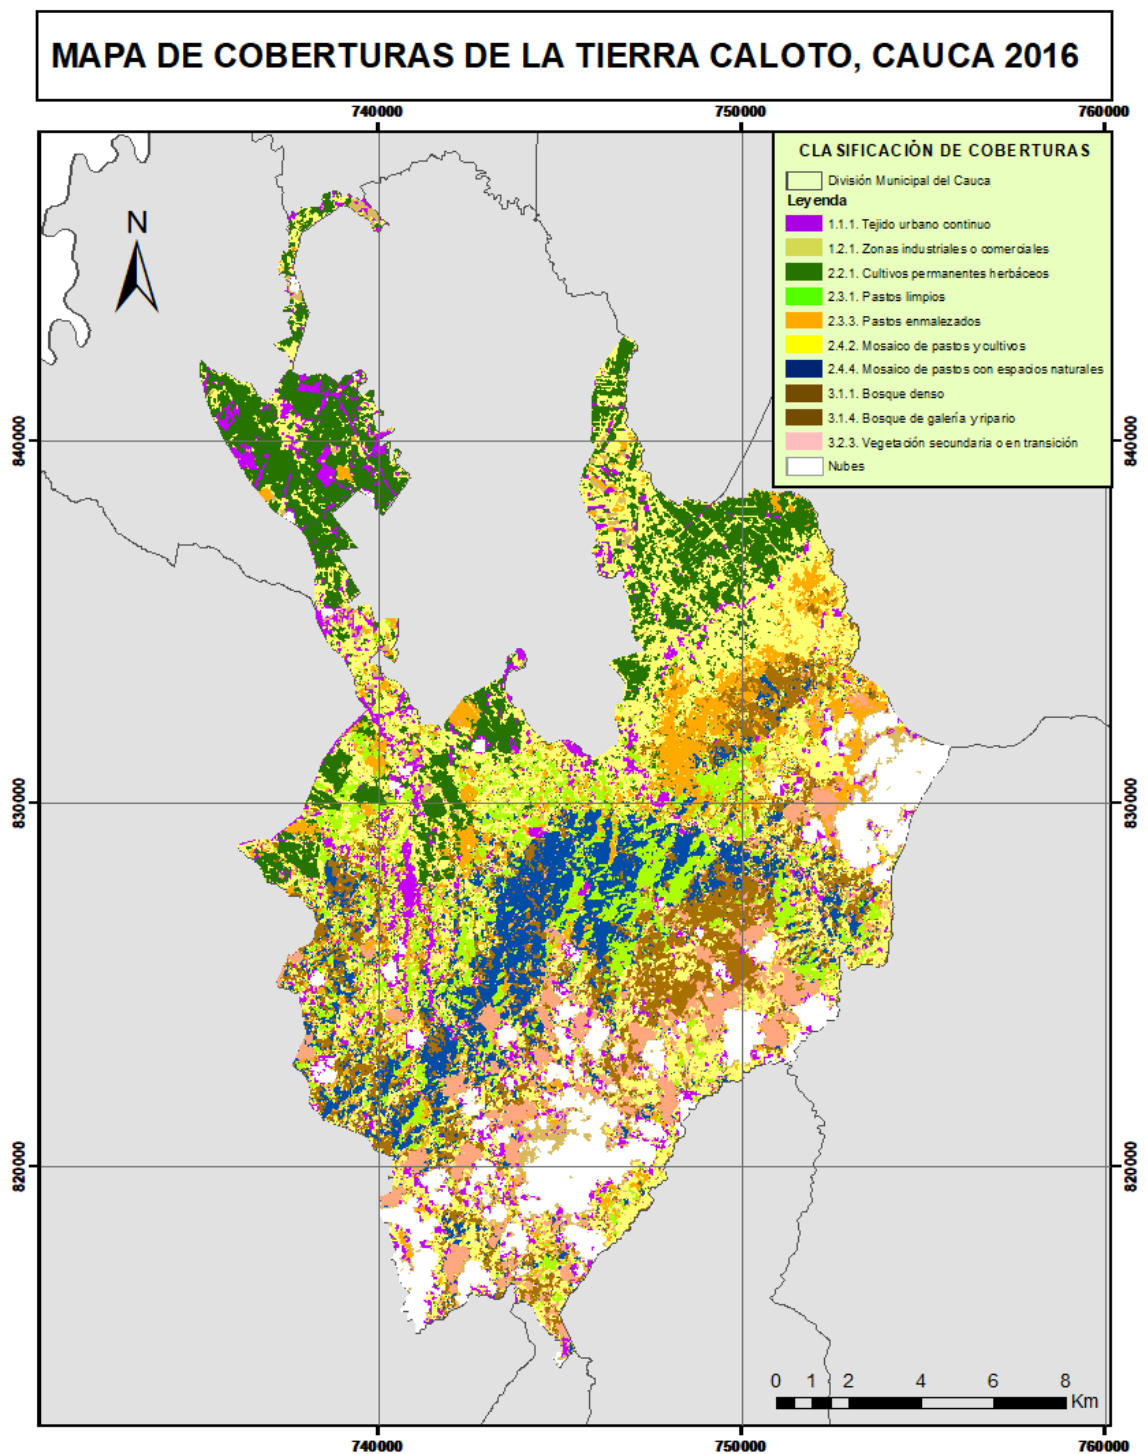 MAPA DE COBERTURAS DE LA TIERRA CALOTO, CAUCA 2016
740000 750000 760000
CLASIFICACIÓN DE COBERTURAS
División Municipal del Cauca
Leyenda
1.1.1. Tejido urbano continuo
1.2.1. Zonas industriales o comerciales
2.2.1. Cultivos permanentes herbáceos
2.3.1. Pastos limpios
2.3.3. Pastos enmalezados
2.4.2. Mosaico de pastos y cultivos
2.4.4. Mosaico de pastos con espacios naturales
3.1.1. Bosque denso
3.1.4. Bosque de galería y ripario
3.2.3. Vegetación secundaria o en transición
Nubes
N
840000 840000
830000 830000
820000 820000
0 1 2 4 6 8
Km
740000 750000 760000